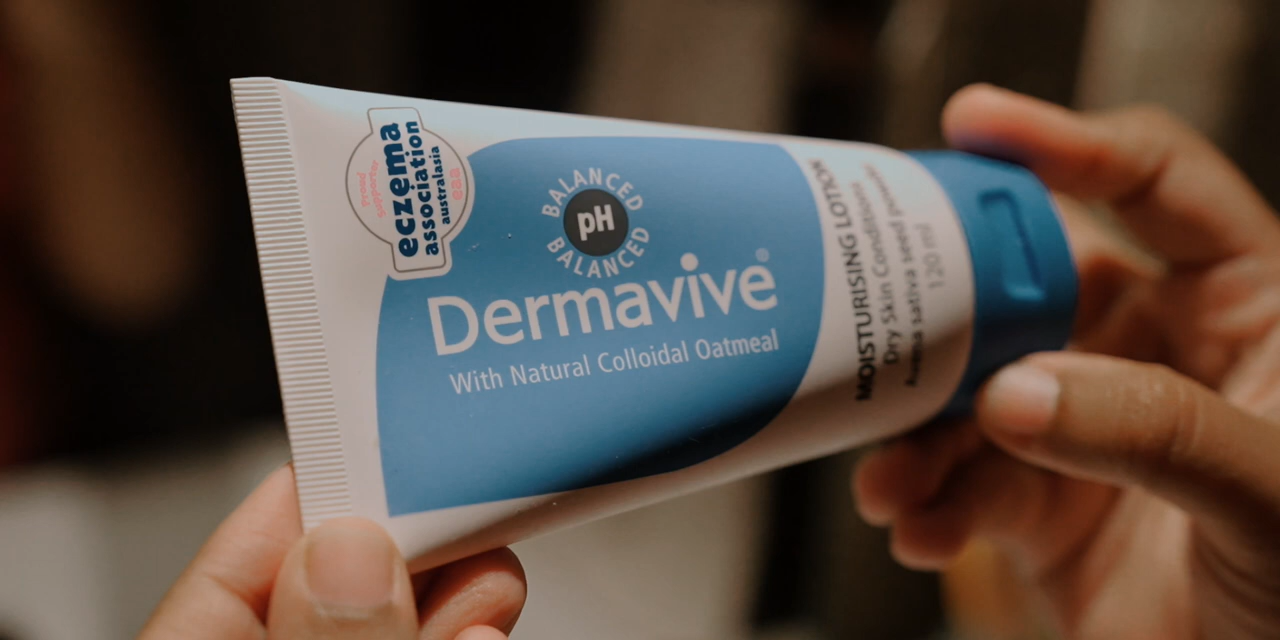 Proud
Supporter
eczema
association
australasia
eaa
BALANCED
pH
BALANCED
Dermavive®
With Natural Colloidal Oatmeal
MOISTURISING LOTION
Dry Skin Conditions
Avena sativa seed powder
120 ml